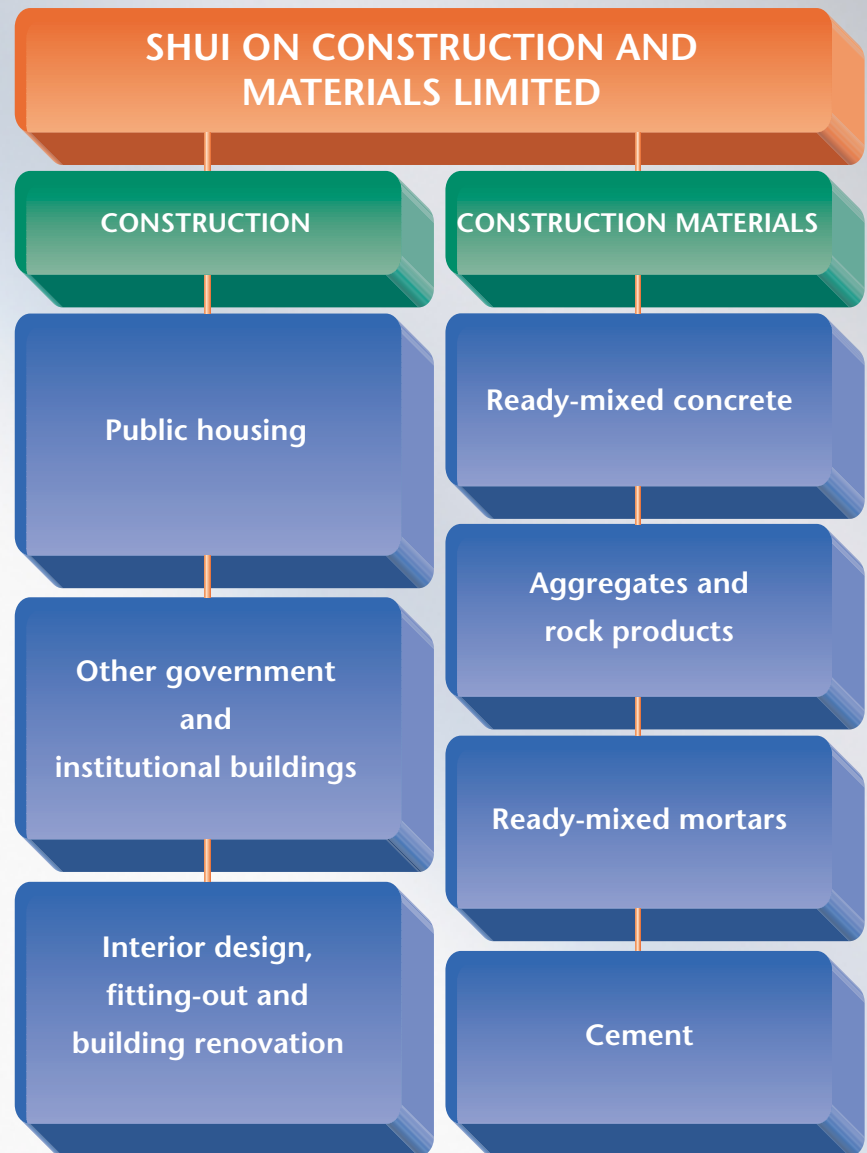 SHUI ON CONSTRUCTION AND
MATERIALS LIMITED
CONSTRUCTION
Public housing
Other government
and
institutional buildings
Interior design,
fitting-out and
building renovation
CONSTRUCTION MATERIALS
Ready-mixed concrete
Aggregates and
rock products
Ready-mixed mortars
Cement